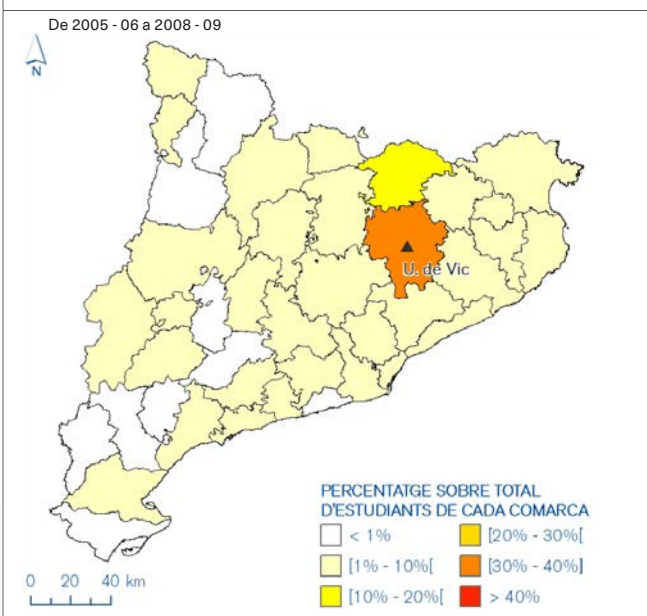 De 2005 - 06 a 2008 - 09
N
U. de Vic
PERCENTATGE SOBRE TOTAL
D'ESTUDIANTS DE CADA COMARCA
< 1% [20% - 30%[
[1% - 10%[ [30% - 40%]
[10% - 20%[ > 40%
0 20 40 km